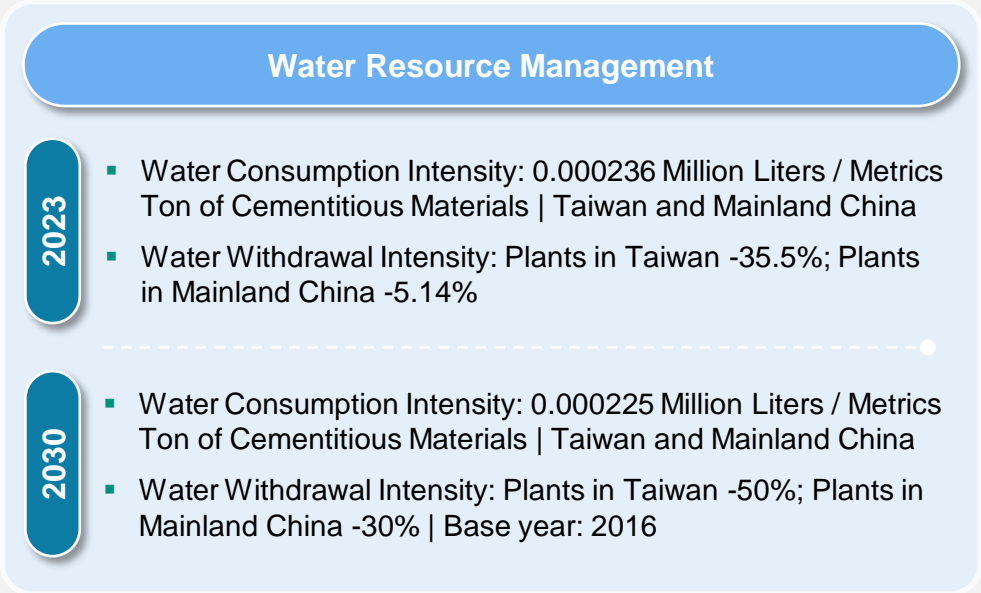 Water Resource Management
2023
▪ Water Consumption Intensity: 0.000236 Million Liters / Metrics
Ton of Cementitious Materials | Taiwan and Mainland China
▪ Water Withdrawal Intensity: Plants in Taiwan -35.5%; Plants
in Mainland China -5.14%
2030
▪ Water Consumption Intensity: 0.000225 Million Liters / Metrics
Ton of Cementitious Materials | Taiwan and Mainland China
▪ Water Withdrawal Intensity: Plants in Taiwan -50%; Plants in
Mainland China -30% | Base year: 2016